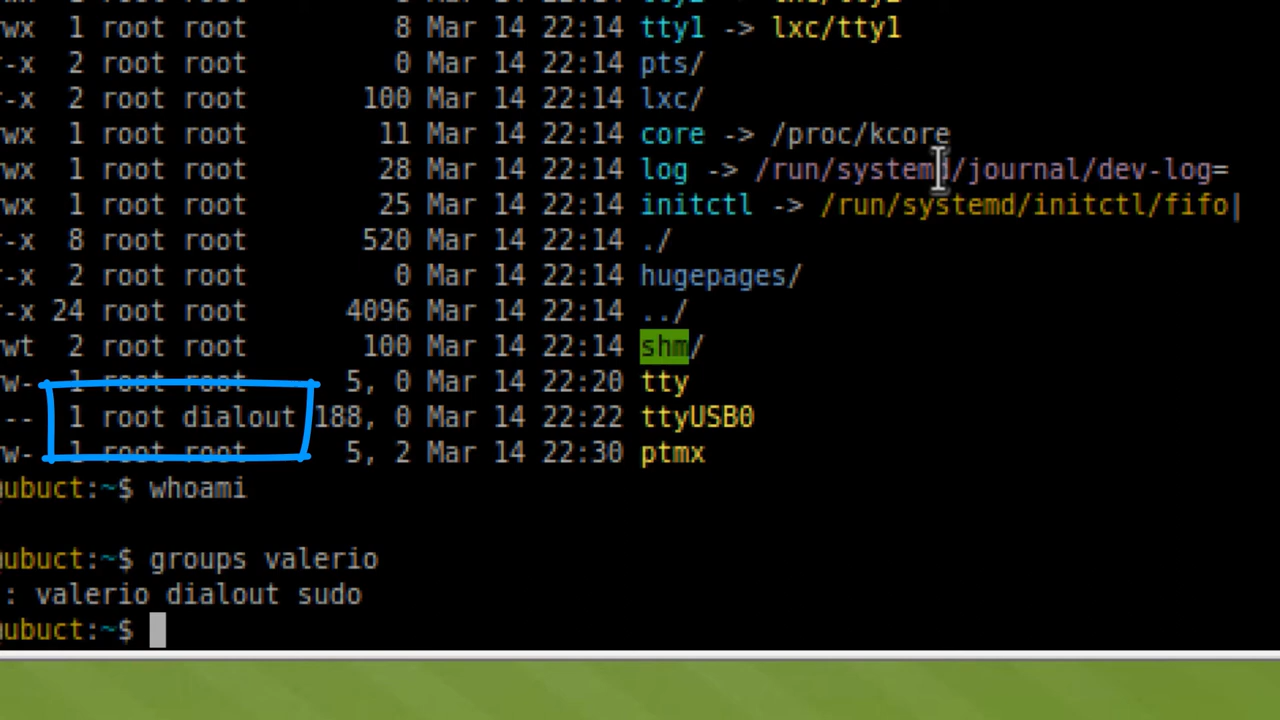 rwx 1 root root 8 Mar 14 22:14 tty1 -> lxc/tty1
r-x 2 root root 0 Mar 14 22:14 pts/
r-x 2 root root 100 Mar 14 22:14 lxc/
rwx 1 root root 11 Mar 14 22:14 core -> /proc/kcore
rwx 1 root root 28 Mar 14 22:14 log -> /run/systemd/journal/dev-log=
rwx 1 root root 25 Mar 14 22:14 initctl -> /run/systemd/initctl/fifo|
r-x 8 root root 520 Mar 14 22:14 ./
r-x 2 root root 0 Mar 14 22:14 hugepages/
r-x 24 root root 4096 Mar 14 22:14 ../
rwt 2 root root 100 Mar 14 22:14 shm/
rw- 1 root root 5, 0 Mar 14 22:20 tty
--- 1 root dialout 188, 0 Mar 14 22:22 ttyUSB0
rw- 1 root root 5, 2 Mar 14 22:30 ptmx
@ubuct:~$ whoami
@ubuct:~$ groups valerio
: valerio dialout sudo
@ubuct:~$